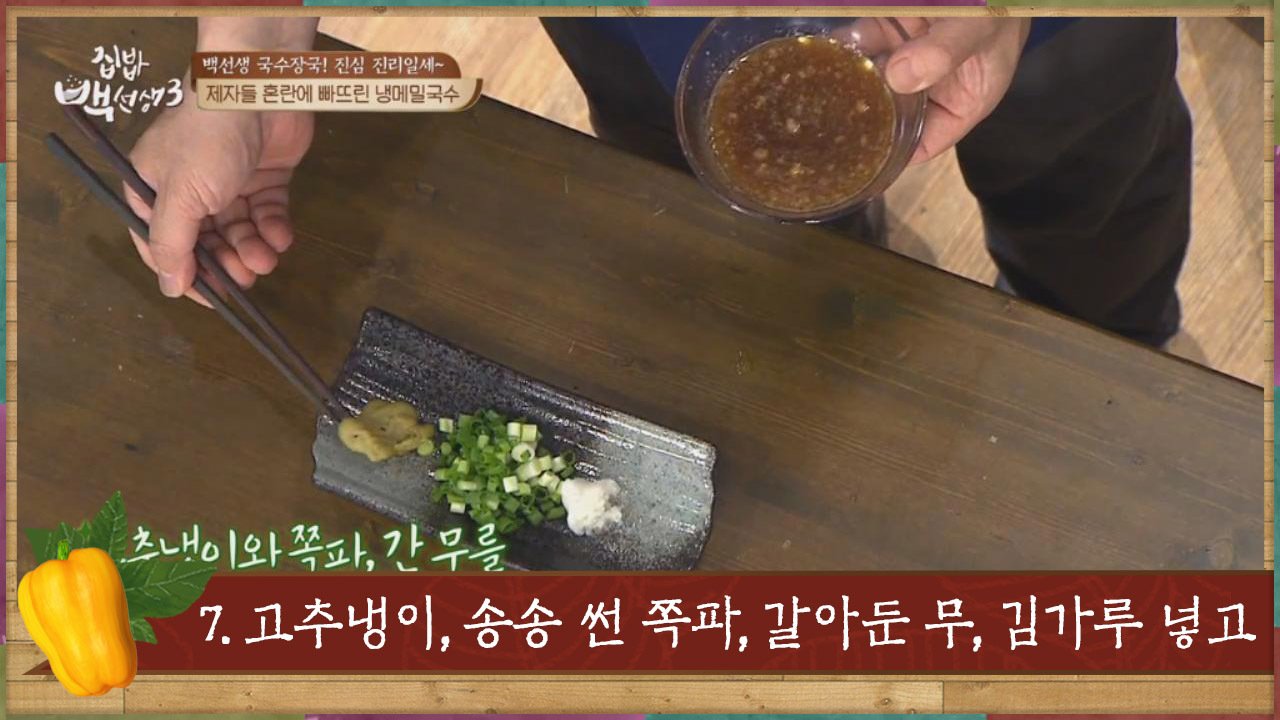 집밥
백선생3
백선생 국수장국! 진심 진리일세~
제자들 혼란에 빠뜨린 냉메밀국수
추냉이와 쪽파, 간 무를
7. 고추냉이, 송송 썬 쪽파, 갈아둔 무, 김가루 넣고